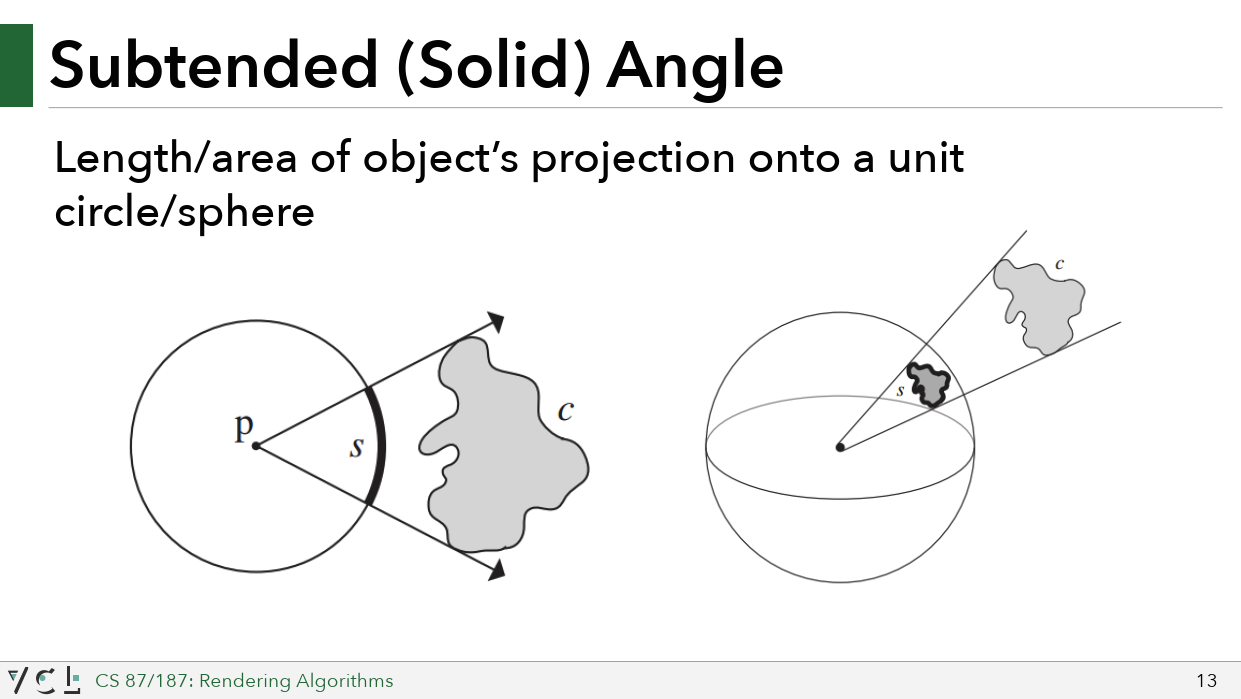 Subtended (Solid) Angle
Length/area of object’s projection onto a unit
circle/sphere
p
s
c
s
c
VCL CS 87/187: Rendering Algorithms
13